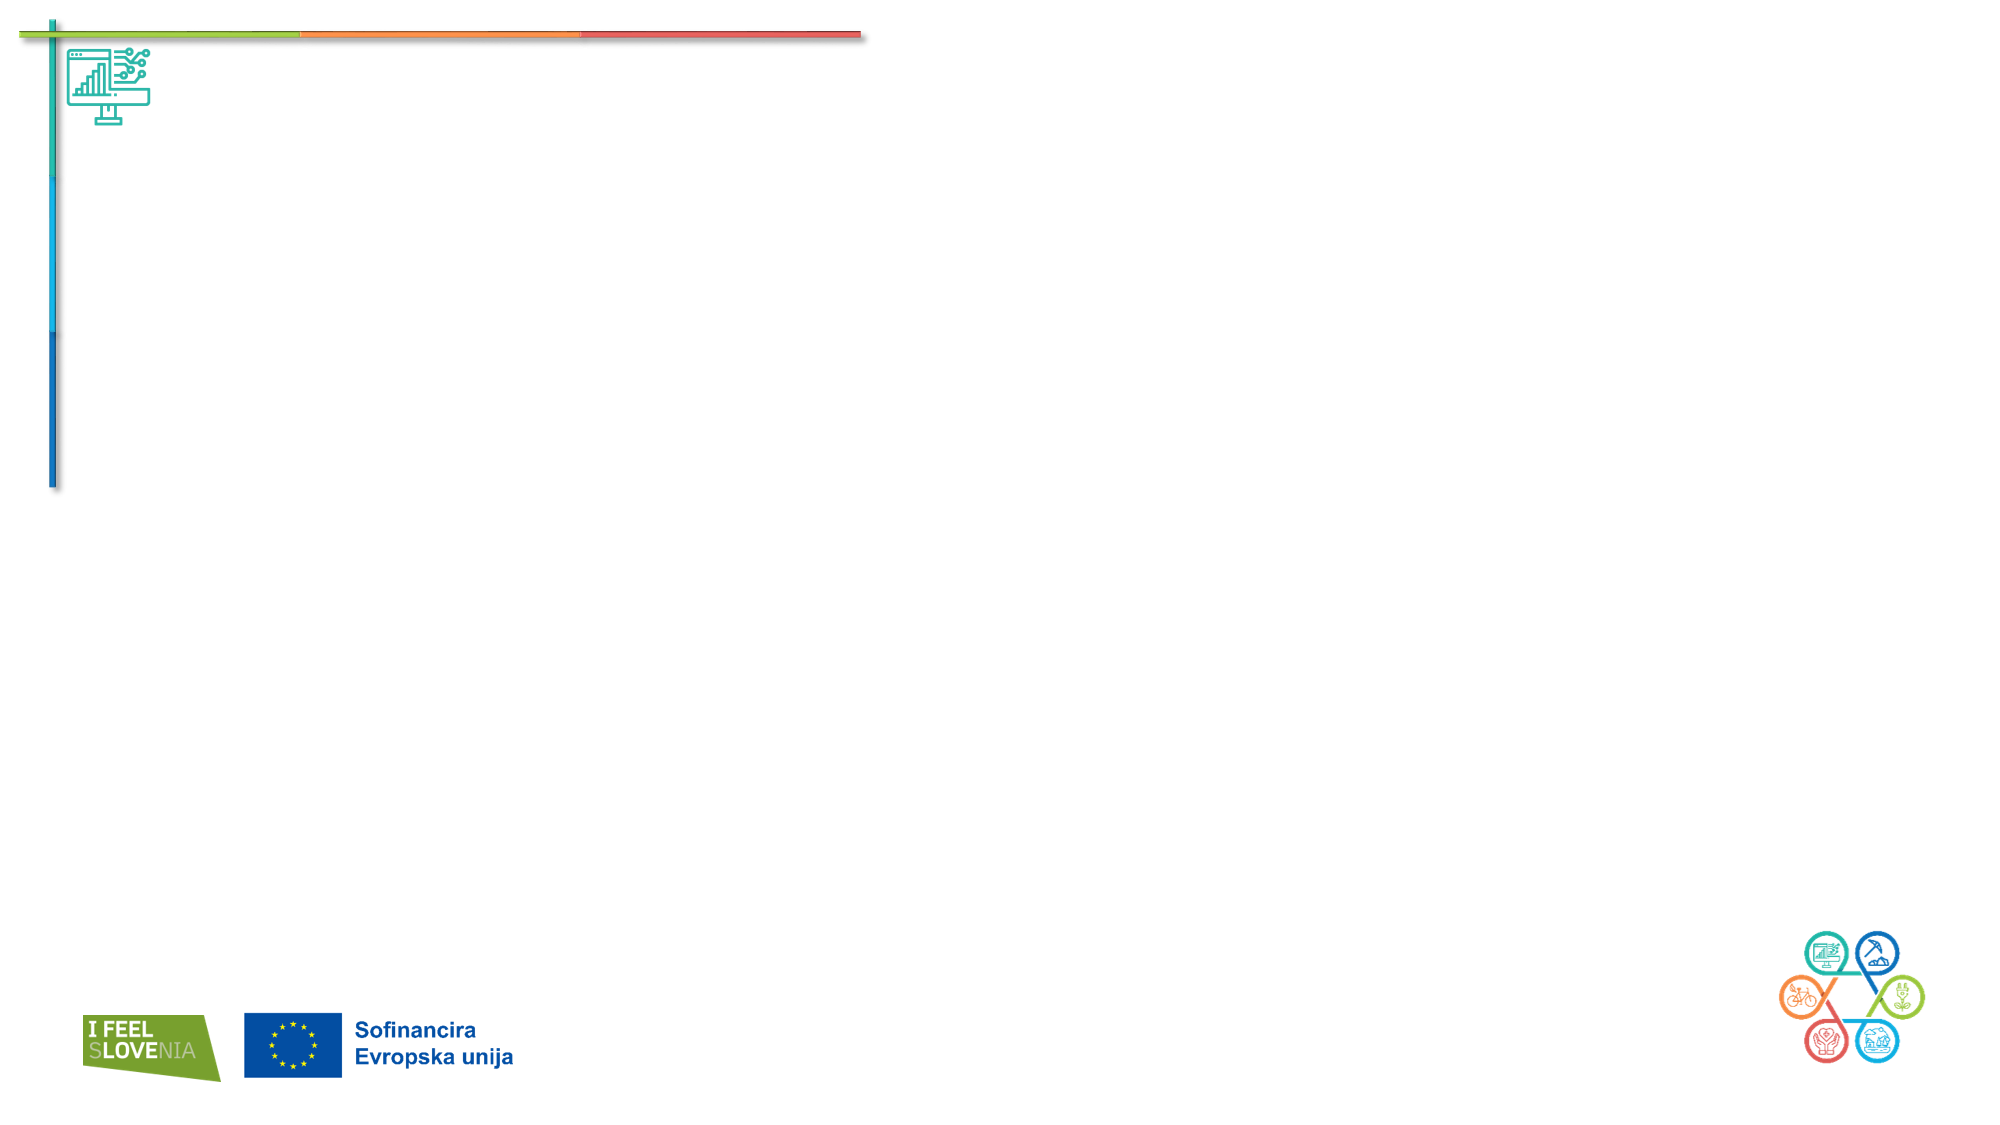 I FEEL
SLOVENIA
Sofinancira
Evropska unija